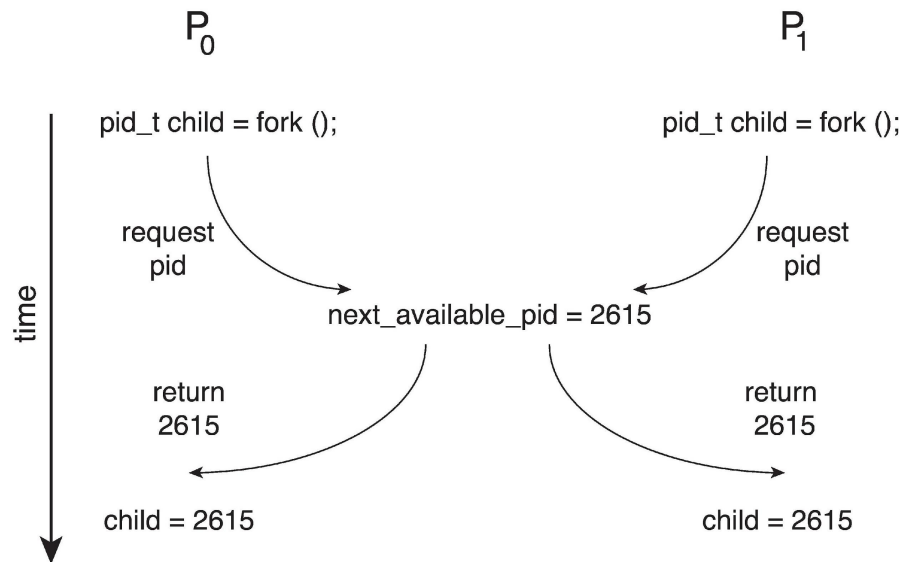 P0 P1
pid_t child = fork (); pid_t child = fork ();
request request
pid pid
next_available_pid = 2615
time
return return
2615 2615
child = 2615 child = 2615